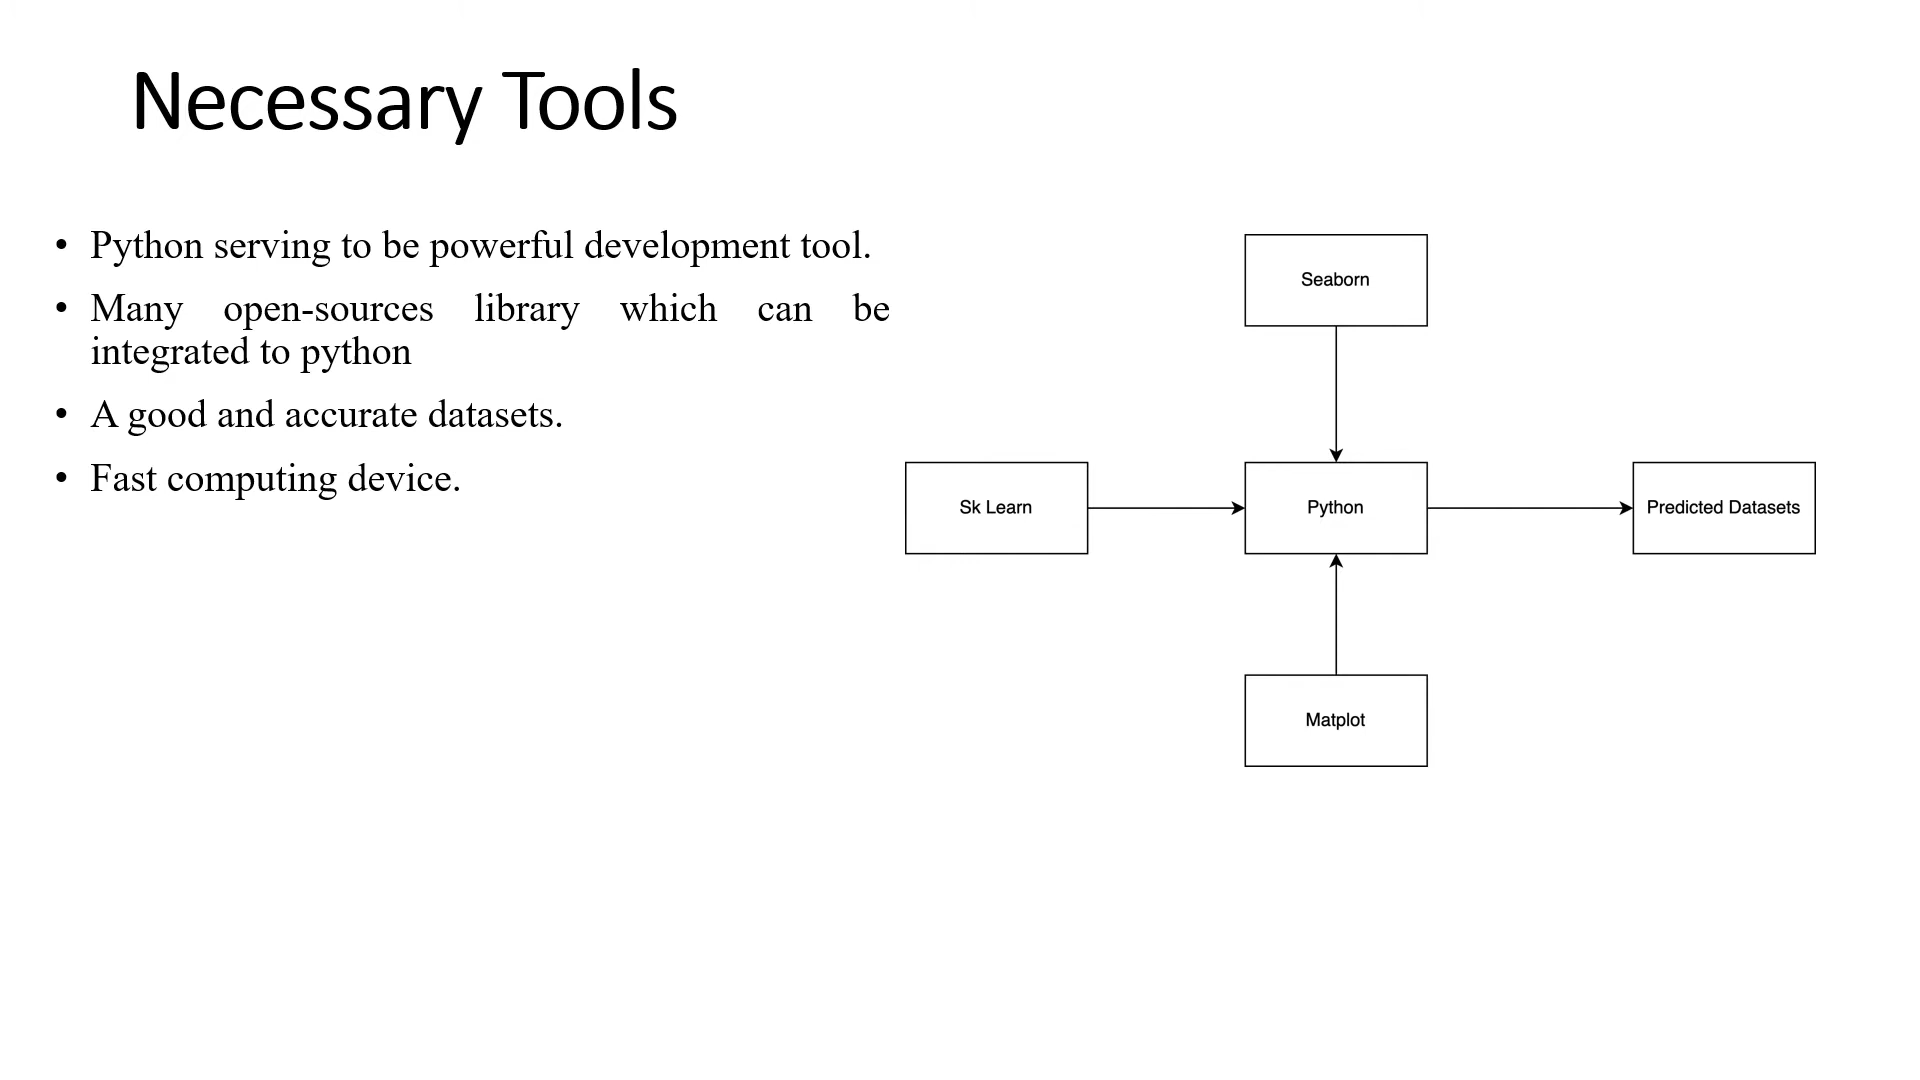 Necessary Tools
• Python serving to be powerful development tool.
• Many open-sources library which can be
integrated to python
• A good and accurate datasets.
• Fast computing device.
Seaborn
Sk Learn
Python
Predicted Datasets
Matplot